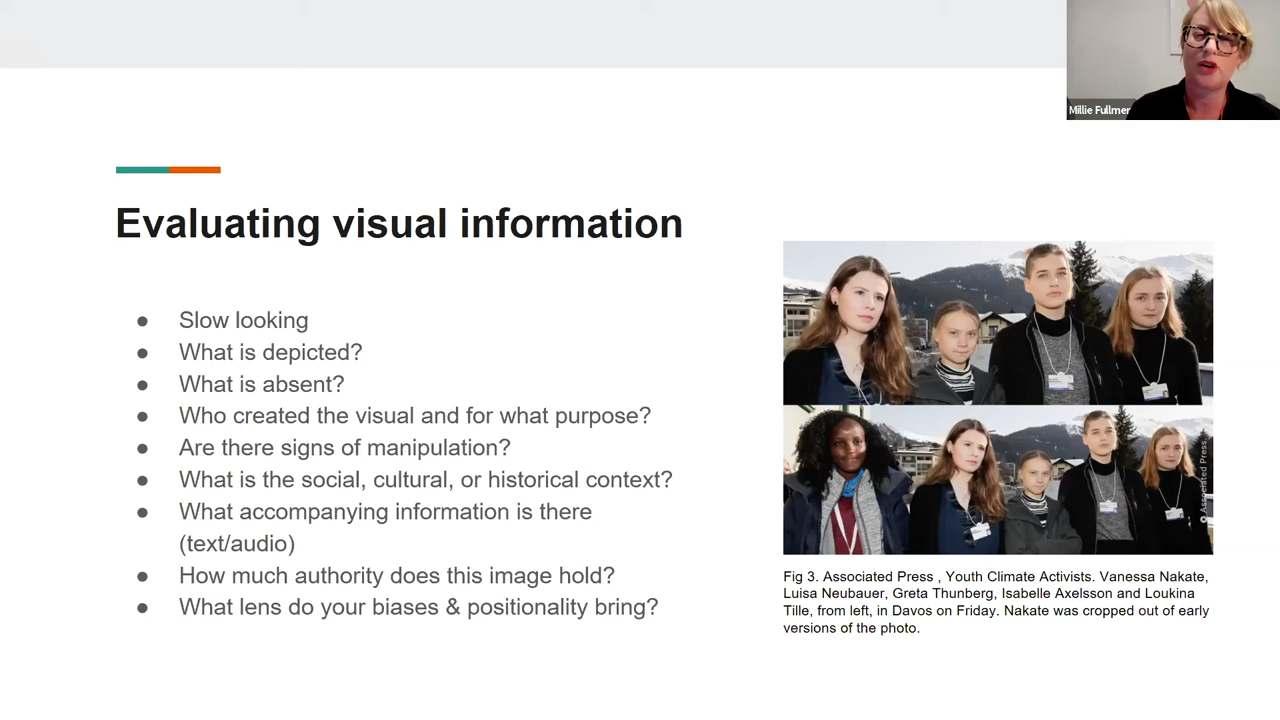 Millie Fullmer
Evaluating visual information
● Slow looking
● What is depicted?
● What is absent?
● Who created the visual and for what purpose?
● Are there signs of manipulation?
● What is the social, cultural, or historical context?
● What accompanying information is there
(text/audio)
● How much authority does this image hold?
● What lens do your biases & positionality bring?
Associated Press
Fig 3. Associated Press , Youth Climate Activists. Vanessa Nakate,
Luisa Neubauer, Greta Thunberg, Isabelle Axelsson and Loukina
Tille, from left, in Davos on Friday. Nakate was cropped out of early
versions of the photo.